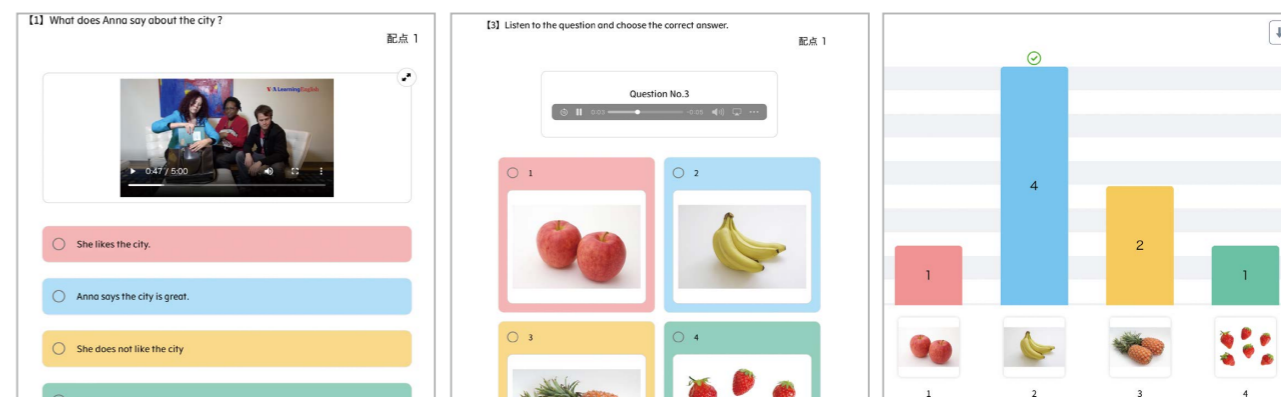 【1】What does Anna say about the city ?
配点 1
VOA Learning English
0:47 / 5:00
She likes the city.
Anna says the city is great.
She does not like the city
【3】Listen to the question and choose the correct answer.
配点 1
Question No.3
0:03
-0:05
1
2
3
4
1
4
2
1
1
2
3
4